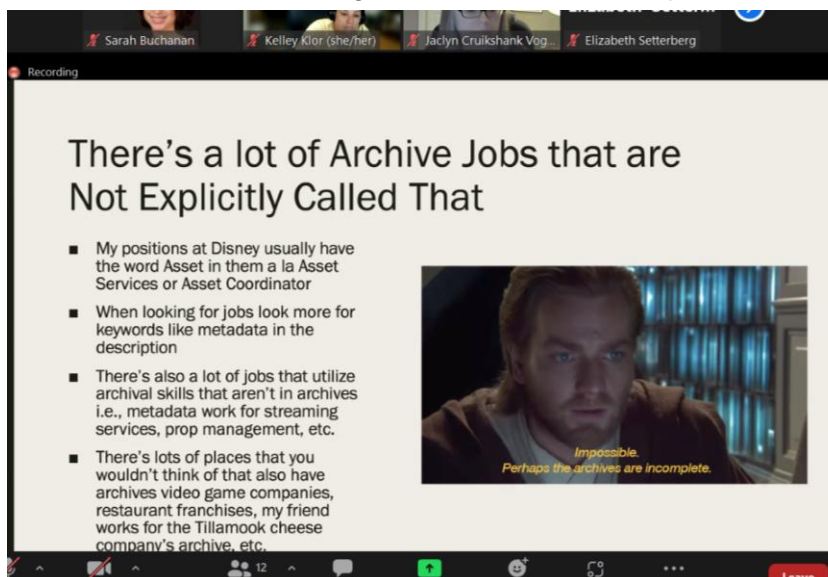 Sarah Buchanan
Kelley Klor (she/her)
Jaclyn Cruikshank Vog...
Elizabeth Setterberg
Recording
There's a lot of Archive Jobs that are
Not Explicitly Called That
■ My positions at Disney usually have
the word Asset in them a la Asset
Services or Asset Coordinator
■ When looking for jobs look more for
keywords like metadata in the
description
■ There's also a lot of jobs that utilize
archival skills that aren't in archives
i.e., metadata work for streaming
services, prop management, etc.
■ There's lots of places that you
wouldn't think of that also have
archives video game companies,
restaurant franchises, my friend
works for the Tillamook cheese
company's archive, etc.
Impossible.
Perhaps the archives are incomplete.
12
Leave